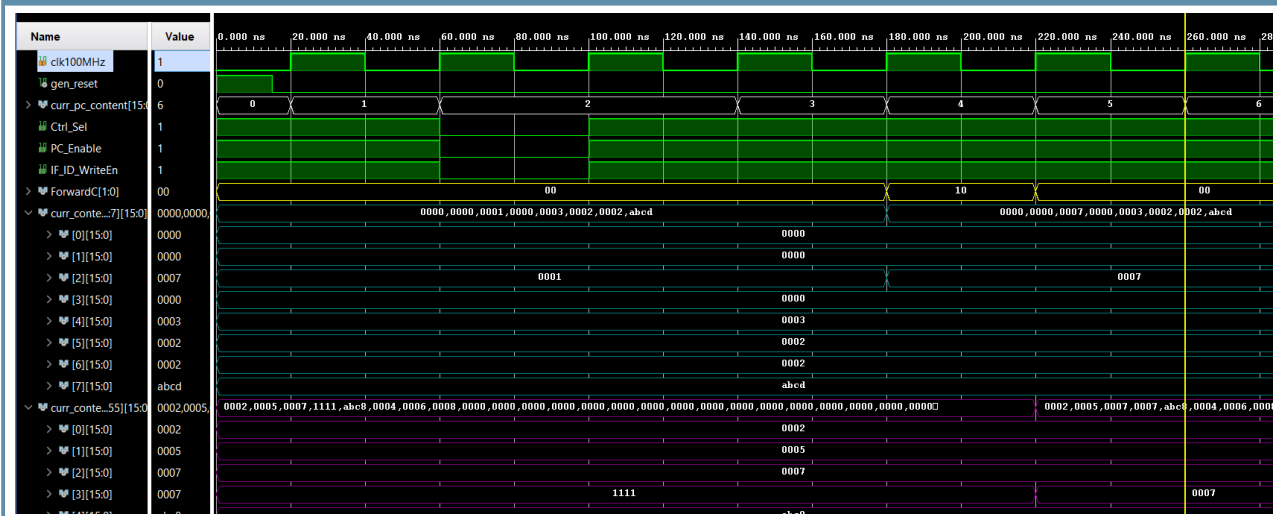 Name Value 0.000 ns 20.000 ns 40.000 ns 60.000 ns 80.000 ns 100.000 ns 120.000 ns 140.000 ns 160.000 ns 180.000 ns 200.000 ns 220.000 ns 240.000 ns 260.000 ns 28
clk100MHz 1
gen_reset 0
> curr_pc_content[15:0 6 0 1 2 3 4 5 6
Ctrl_Sel 1
PC_Enable 1
IF_ID_WriteEn 1
> ForwardC[1:0] 00 00 10 00
curr_conte...:7][15:0] 0000,0000, 0000,0000,0001,0000,0003,0002,0002,abcd 0000,0000,0007,0000,0003,0002,0002,abcd
> [0][15:0] 0000 0000
> [1][15:0] 0000 0000
> [2][15:0] 0007 0001 0007
> [3][15:0] 0000 0000
> [4][15:0] 0003 0003
> [5][15:0] 0002 0002
> [6][15:0] 0002 0002
> [7][15:0] abcd abcd
curr_conte...55][15:0 0002,0005, 0002,0005,0007,1111,abc8,0004,0006,0008,0000,0000,0000,0000,0000,0000,0000,0000,0000,0000,0000,0000,0000,0000,0000,0000 0002,0005,0007,0007,abc8,0004,0006,000
> [0][15:0] 0002 0002
> [1][15:0] 0005 0005
> [2][15:0] 0007 0007
> [3][15:0] 0007 1111 0007